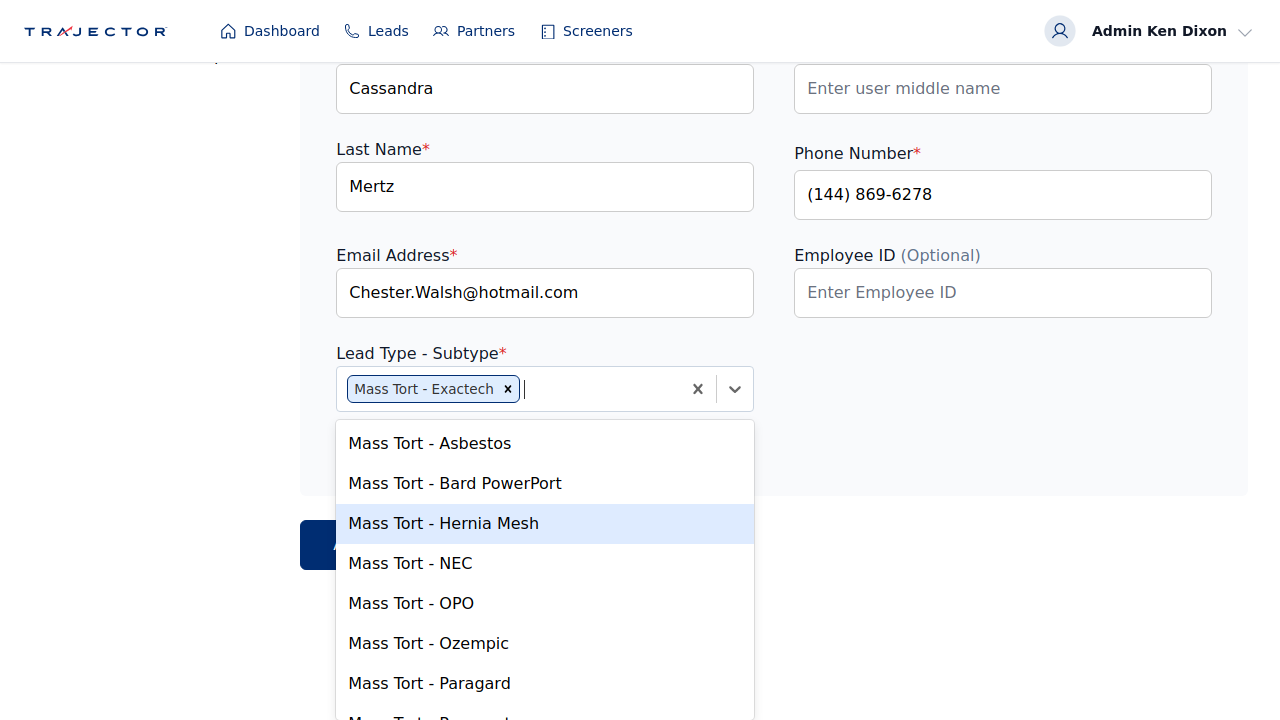 TRAJECTOR
Dashboard
Leads
Partners
Screeners
Admin Ken Dixon
Cassandra
Enter user middle name
Last Name*
Phone Number*
Mertz
(144) 869-6278
Email Address*
Employee ID (Optional)
Chester.Walsh@hotmail.com
Enter Employee ID
Lead Type - Subtype*
Mass Tort - Exactech
Mass Tort - Asbestos
Mass Tort - Bard PowerPort
Mass Tort - Hernia Mesh
Mass Tort - NEC
Mass Tort - OPO
Mass Tort - Ozempic
Mass Tort - Paragard